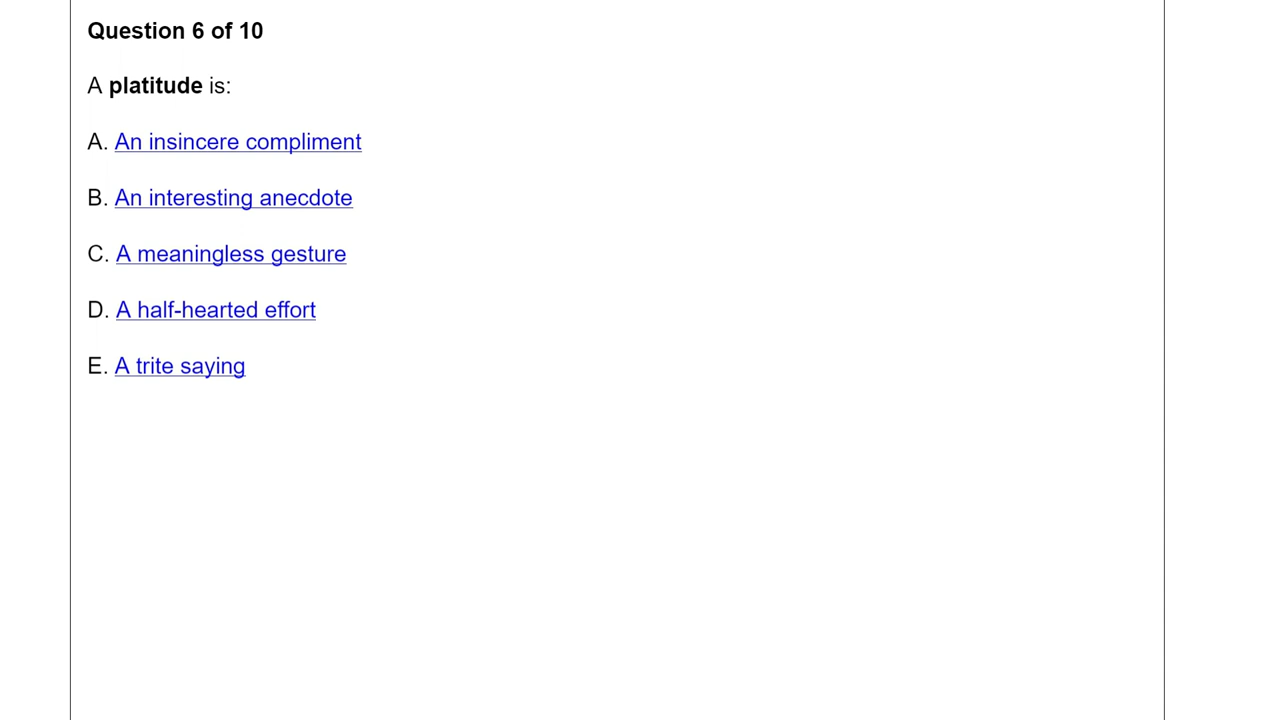 Question 6 of 10
A platitude is:
A. An insincere compliment
B. An interesting anecdote
C. A meaningless gesture
D. A half-hearted effort
E. A trite saying